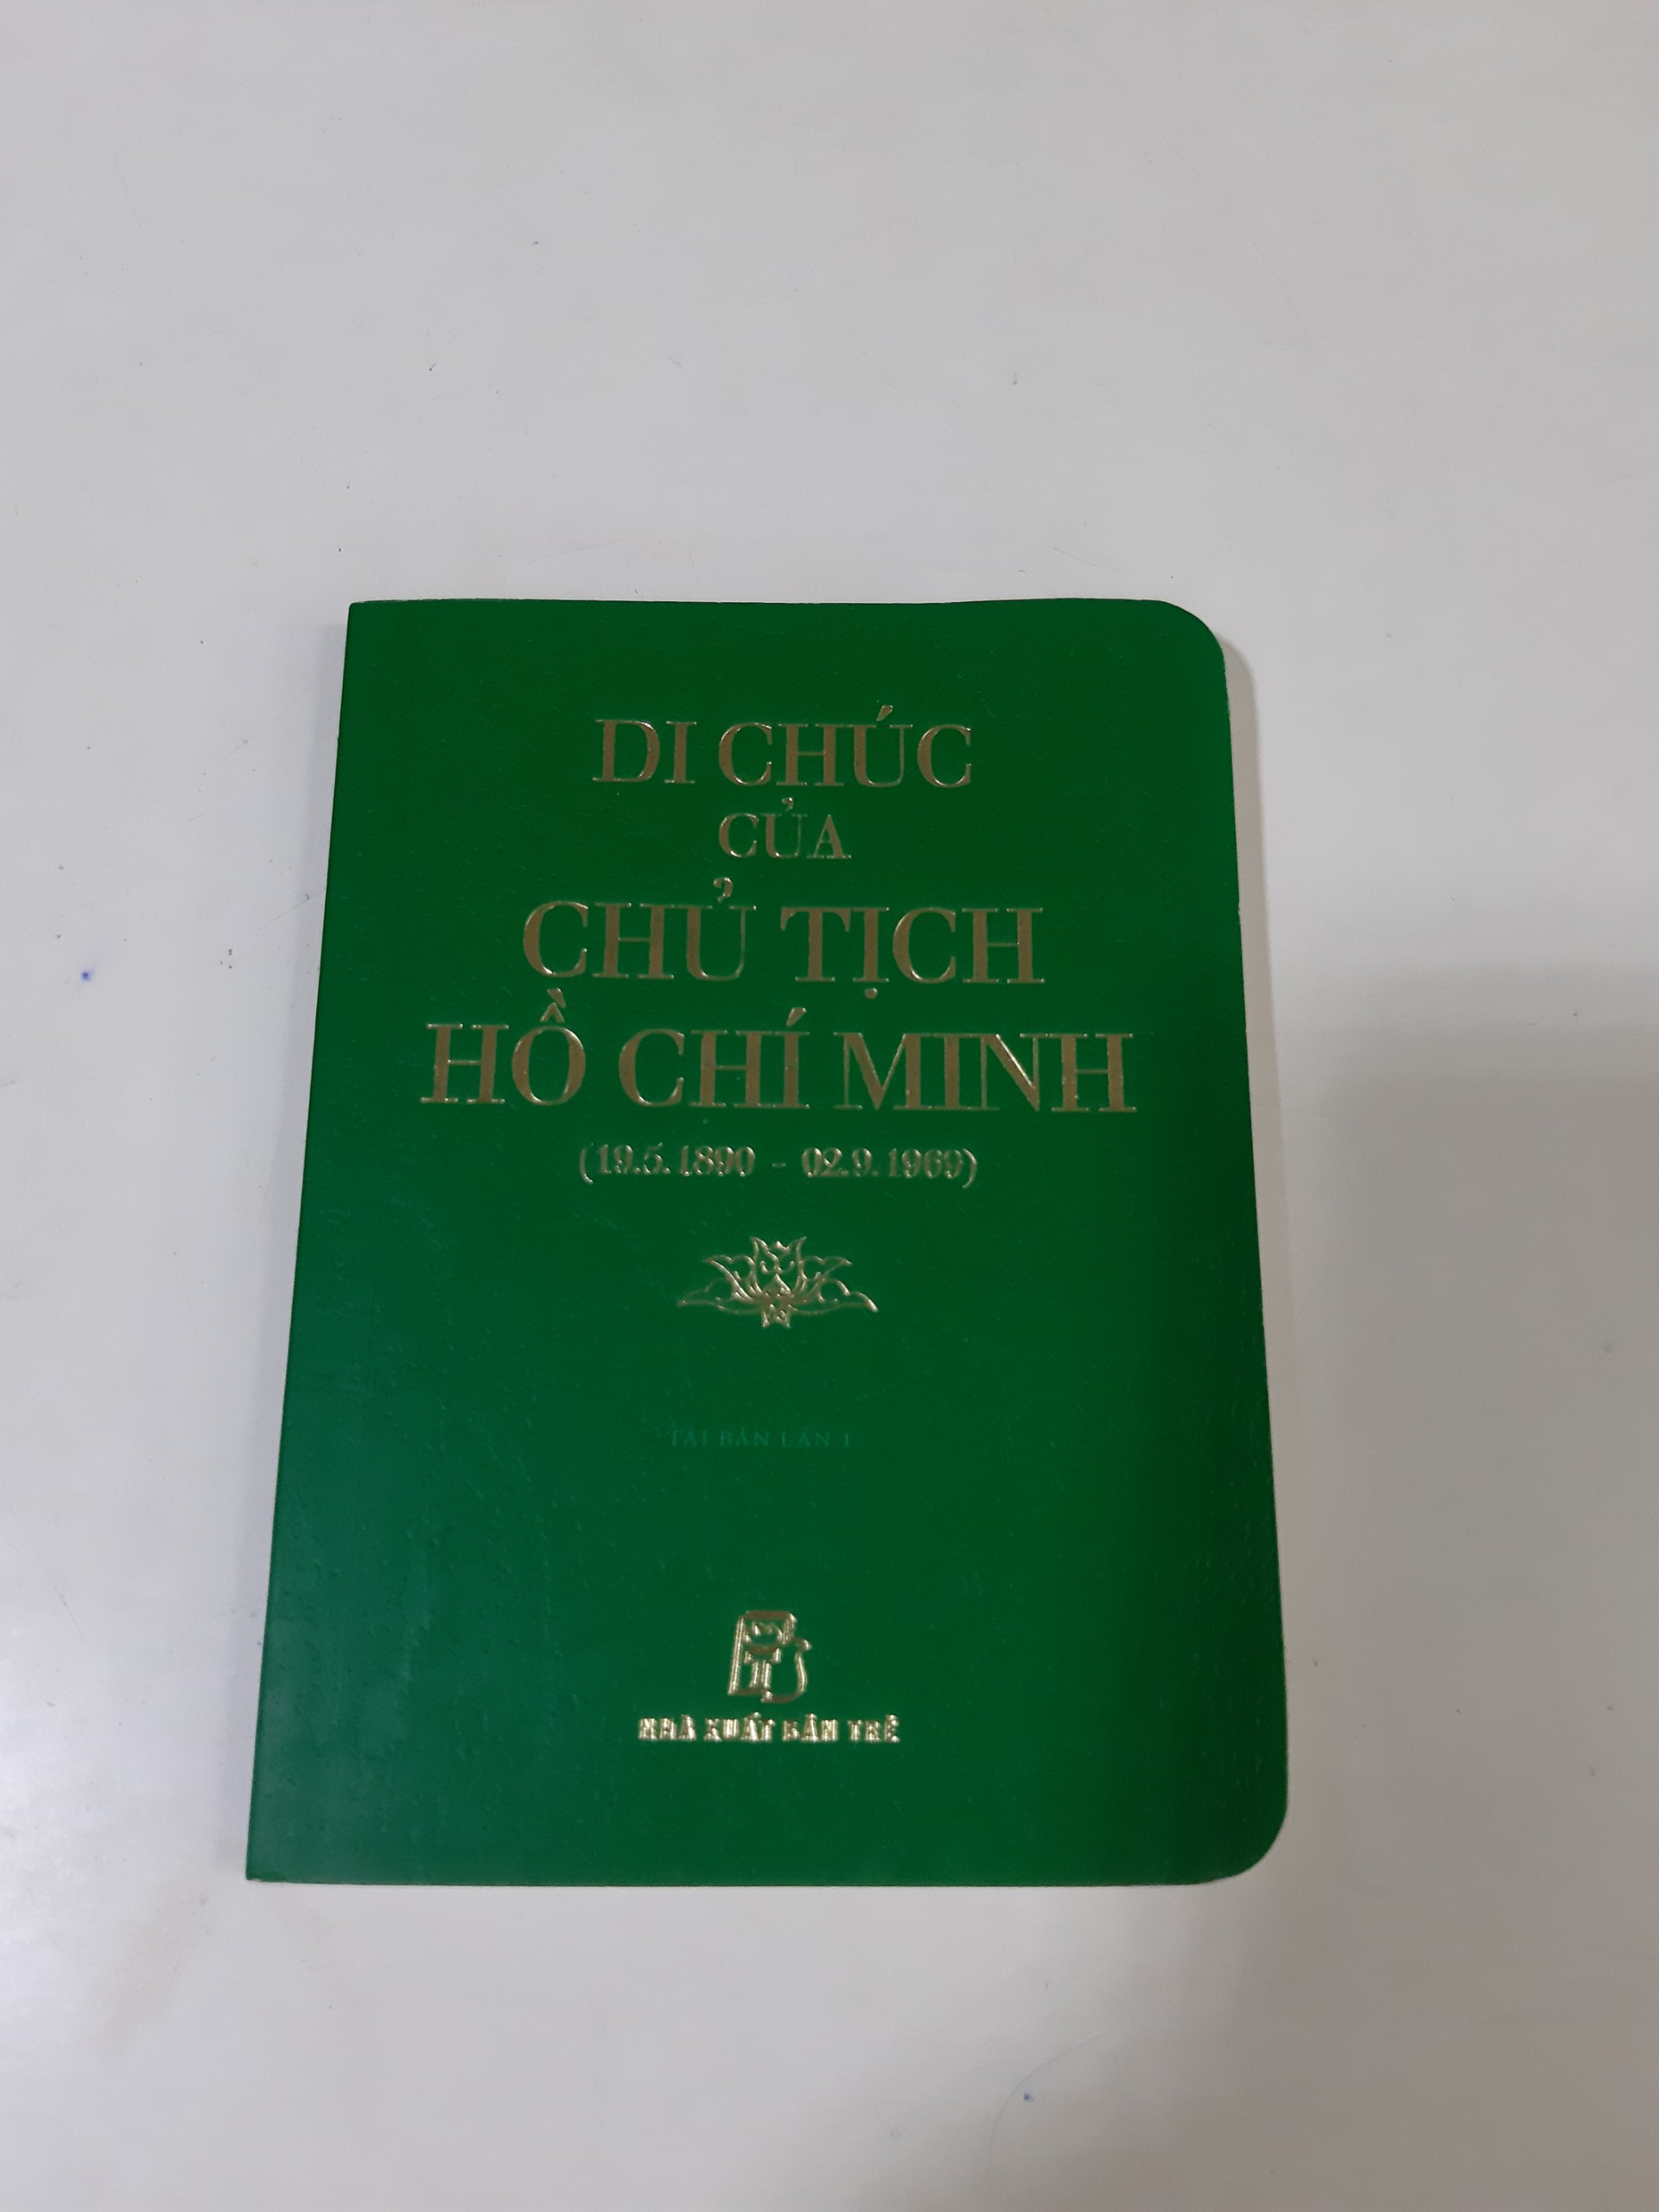 DI CHÚC
CỦA
CHỦ TỊCH
HỒ CHÍ MINH
(19.5.1890 - 02.9.1969)
TÁI BẢN LẦN 1
NHÀ XUẤT BẢN TRẺ